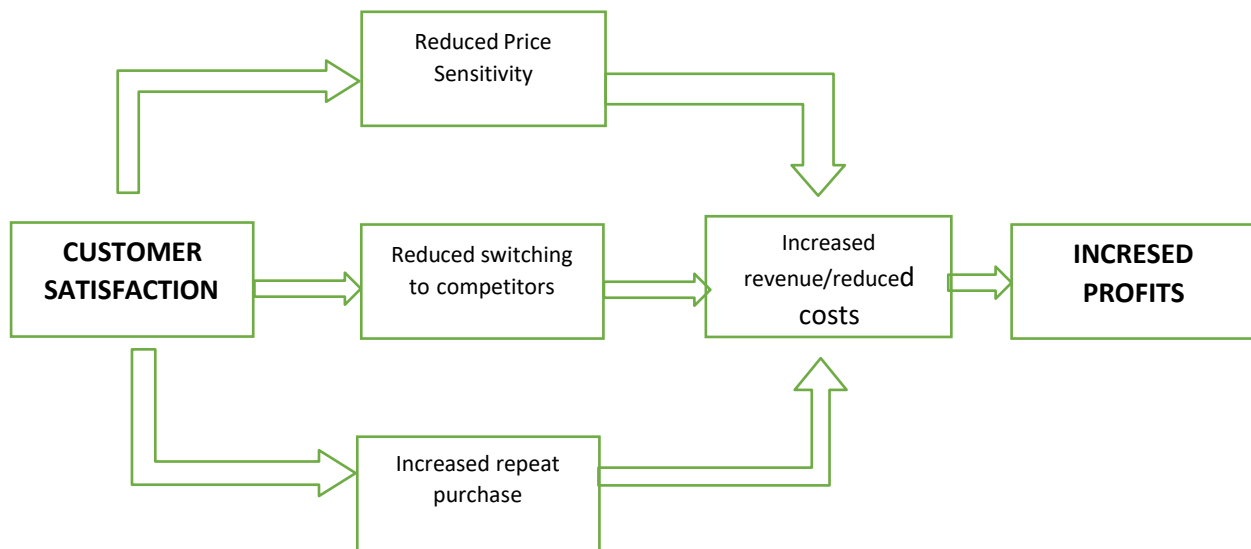 Reduced Price
Sensitivity
CUSTOMER
SATISFACTION
Reduced switching
to competitors
Increased
revenue/reduced
costs
INCRESED
PROFITS
Increased repeat
purchase